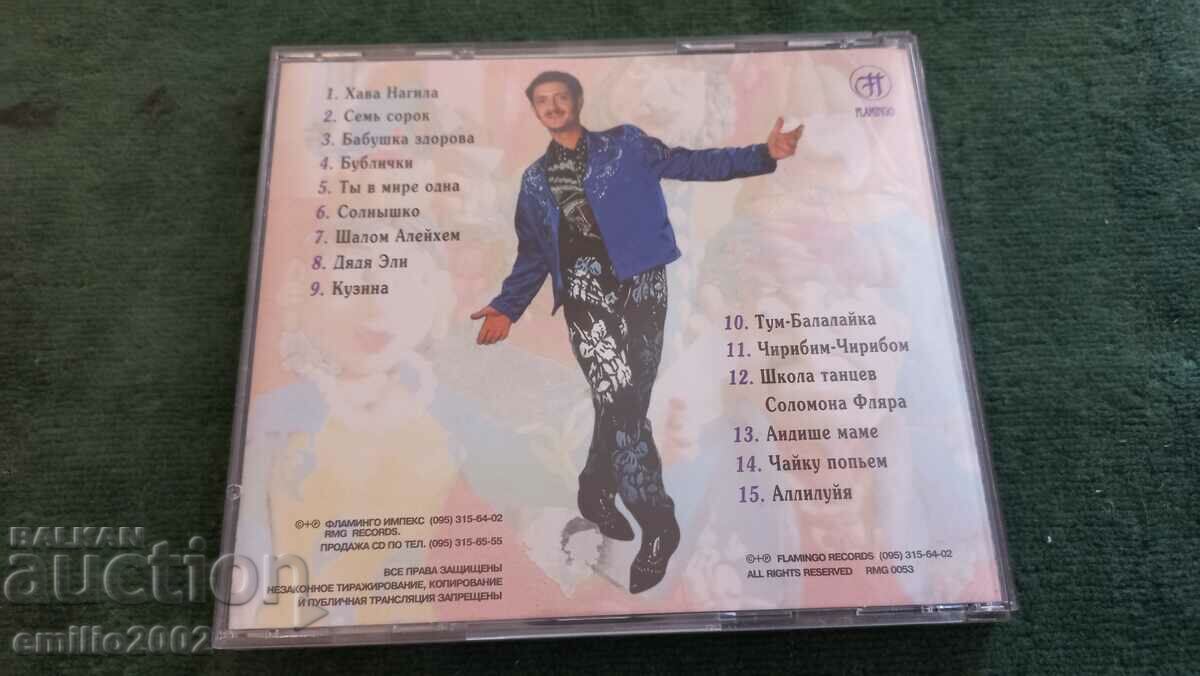 1. Хава Нагила
2. Семь сорок
3. Бабушка здорова
4. Бублички
5. Ты в мире одна
6. Солнышко
7. Шалом Алейхем
8. Дядя Эли
9. Кузина
FLAMINGO
10. Тум-Балалайка
11. Чирибим-Чирибом
12. Школа танцев
Соломона Фляра
13. Аидише маме
14. Чайку попьем
15. Аллилуйя
©+℗ ФЛАМИНГО ИМПЕКС (095) 315-64-02
RMG RECORDS.
ПРОДАЖА CD ПО ТЕЛ. (095) 315-65-55
ВСЕ ПРАВА ЗАЩИЩЕНЫ
НЕЗАКОННОЕ ТИРАЖИРОВАНИЕ, КОПИРОВАНИЕ
И ПУБЛИЧНАЯ ТРАНСЛЯЦИЯ ЗАПРЕЩЕНЫ
©+℗ FLAMINGO RECORDS (095) 315-64-02
ALL RIGHTS RESERVED RMG 0053
BALKAN
auction
emillio2002